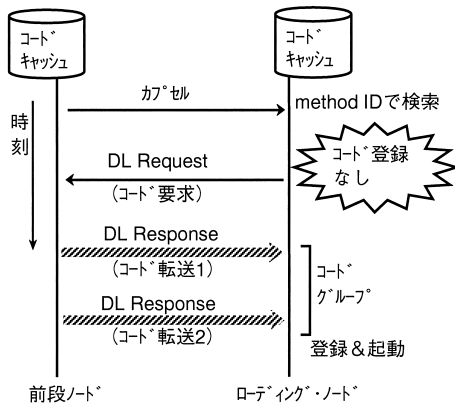 コード
キャッシュ
コード
キャッシュ
時刻
カプセル
method IDで検索
コード登録
なし
DL Request
(コード要求)
DL Response
(コード転送1)
DL Response
(コード転送2)
コード
グループ
登録＆起動
前段ノード
ローディング・ノード